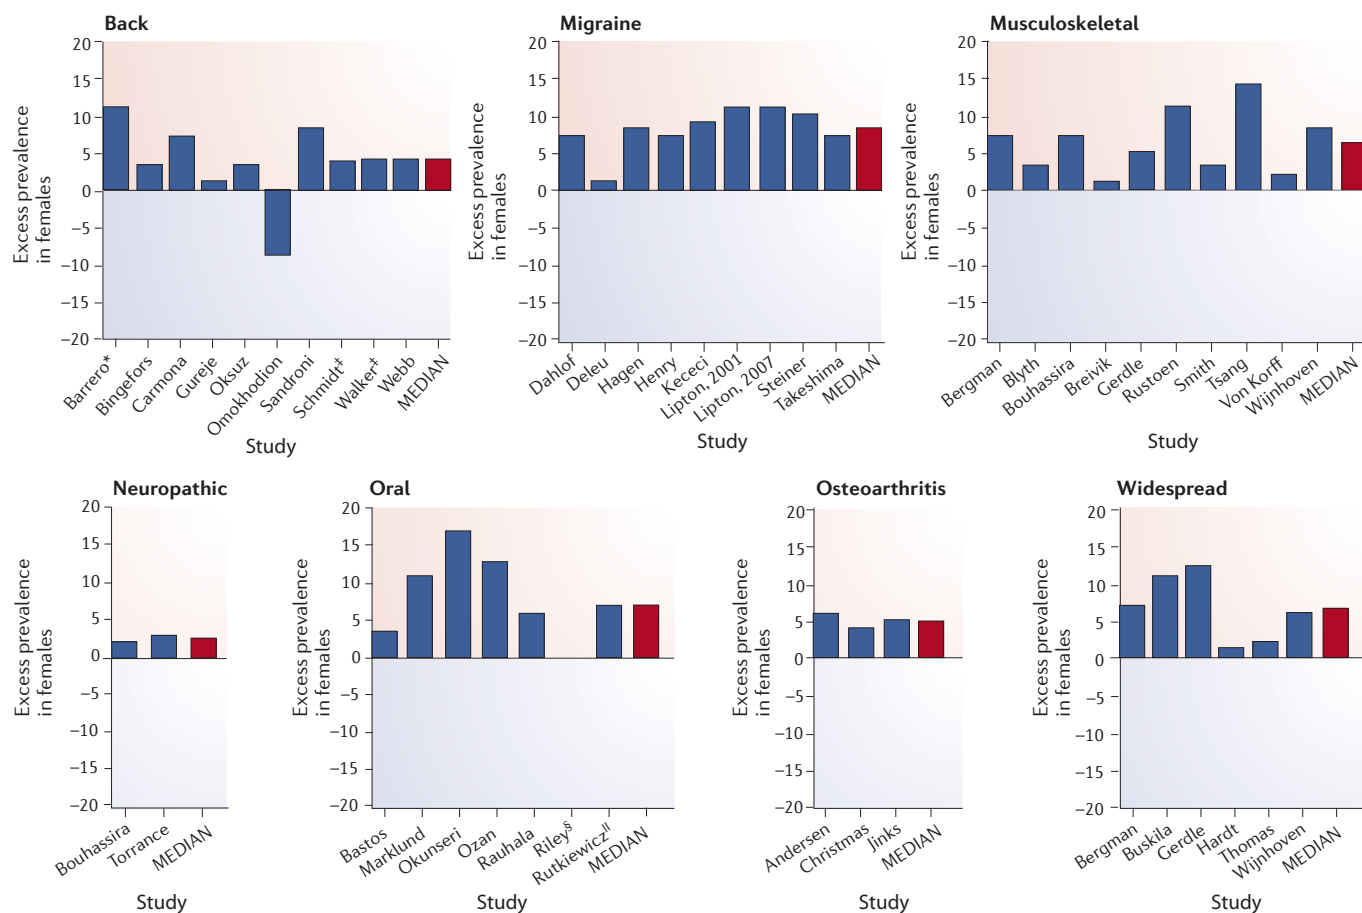 Back
Excess prevalence
in females
20
15
10
5
0
–5
–10
–15
–20
Barrero*
Bingefors
Carmona
Gureje
Oksuz
Omokhodion
Sandroni
Schmidt‡
Walker‡
Webb
MEDIAN
Study
Migraine
Excess prevalence
in females
20
15
10
5
0
–5
–10
–15
–20
Dahlof
Deleu
Hagen
Henry
Kececi
Lipton, 2001
Lipton, 2007
Steiner
Takeshima
MEDIAN
Study
Musculoskeletal
Excess prevalence
in females
20
15
10
5
0
–5
–10
–15
–20
Bergman
Blyth
Bouhassira
Breivik
Gerdle
Rustoen
Smith
Tsang
Von Korff
Wijnhoven
MEDIAN
Study
Neuropathic
Excess prevalence
in females
20
15
10
5
0
–5
–10
–15
–20
Bouhassira
Torrance
MEDIAN
Study
Oral
Excess prevalence
in females
20
15
10
5
0
–5
–10
–15
–20
Bastos
Marklund
Okunseri
Ozan
Rauhala
Riley§
Rutkiewicz||
MEDIAN
Study
Osteoarthritis
Excess prevalence
in females
20
15
10
5
0
–5
–10
–15
–20
Andersen
Christmas
Jinks
MEDIAN
Study
Widespread
Excess prevalence
in females
20
15
10
5
0
–5
–10
–15
–20
Bergman
Buskila
Gerdle
Hardt
Thomas
Wijnhoven
MEDIAN
Study